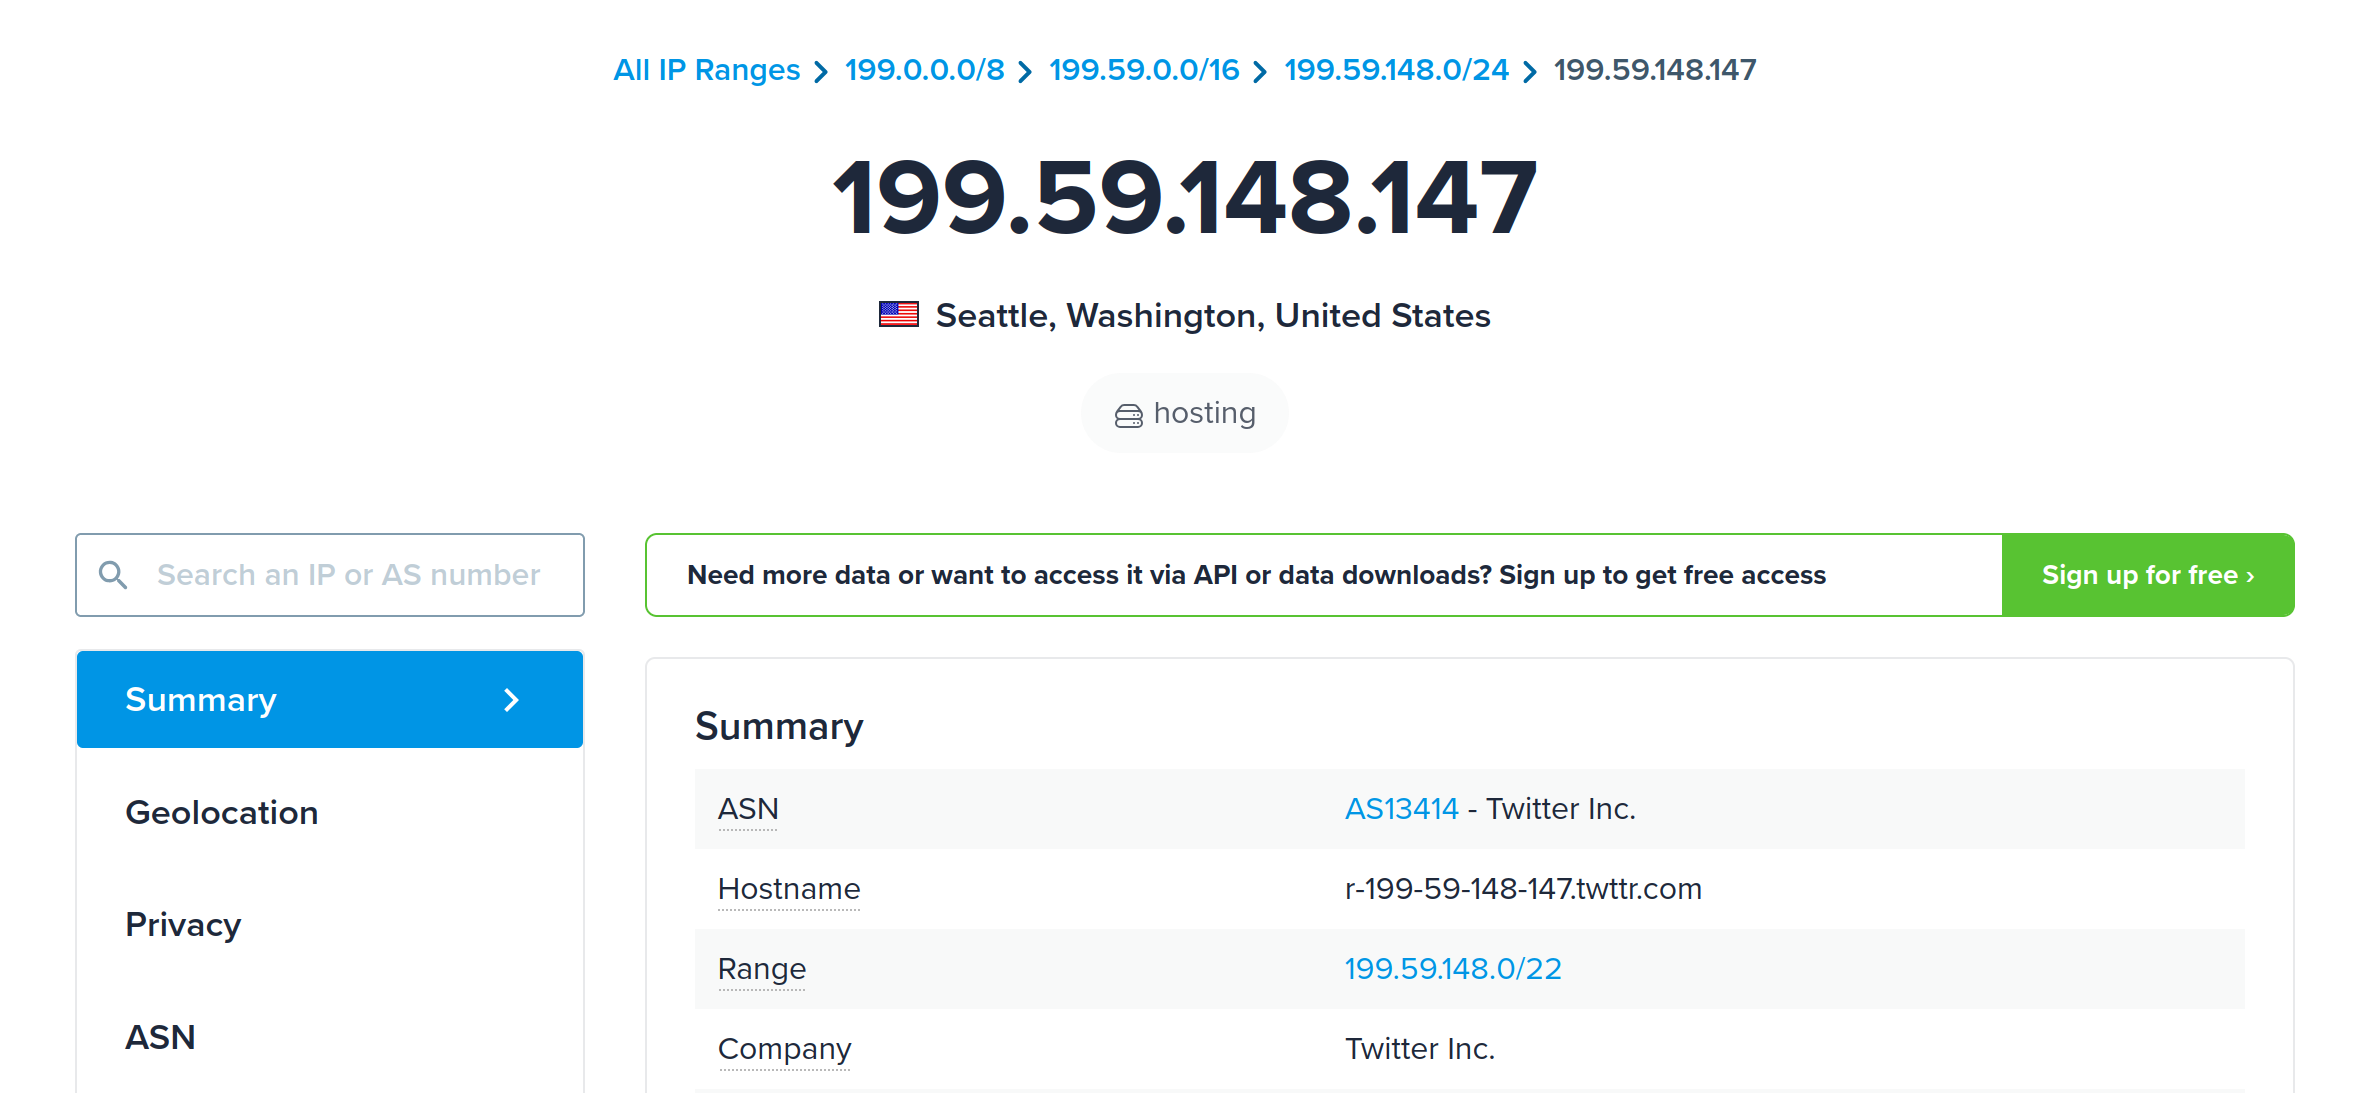 All IP Ranges > 199.0.0.0/8 > 199.59.0.0/16 > 199.59.148.0/24 > 199.59.148.147
199.59.148.147
Seattle, Washington, United States
hosting
Search an IP or AS number
Need more data or want to access it via API or data downloads? Sign up to get free access
Sign up for free ›
Summary
Geolocation
Privacy
ASN
Summary
ASN AS13414 - Twitter Inc.
Hostname r-199-59-148-147.twttr.com
Range 199.59.148.0/22
Company Twitter Inc.